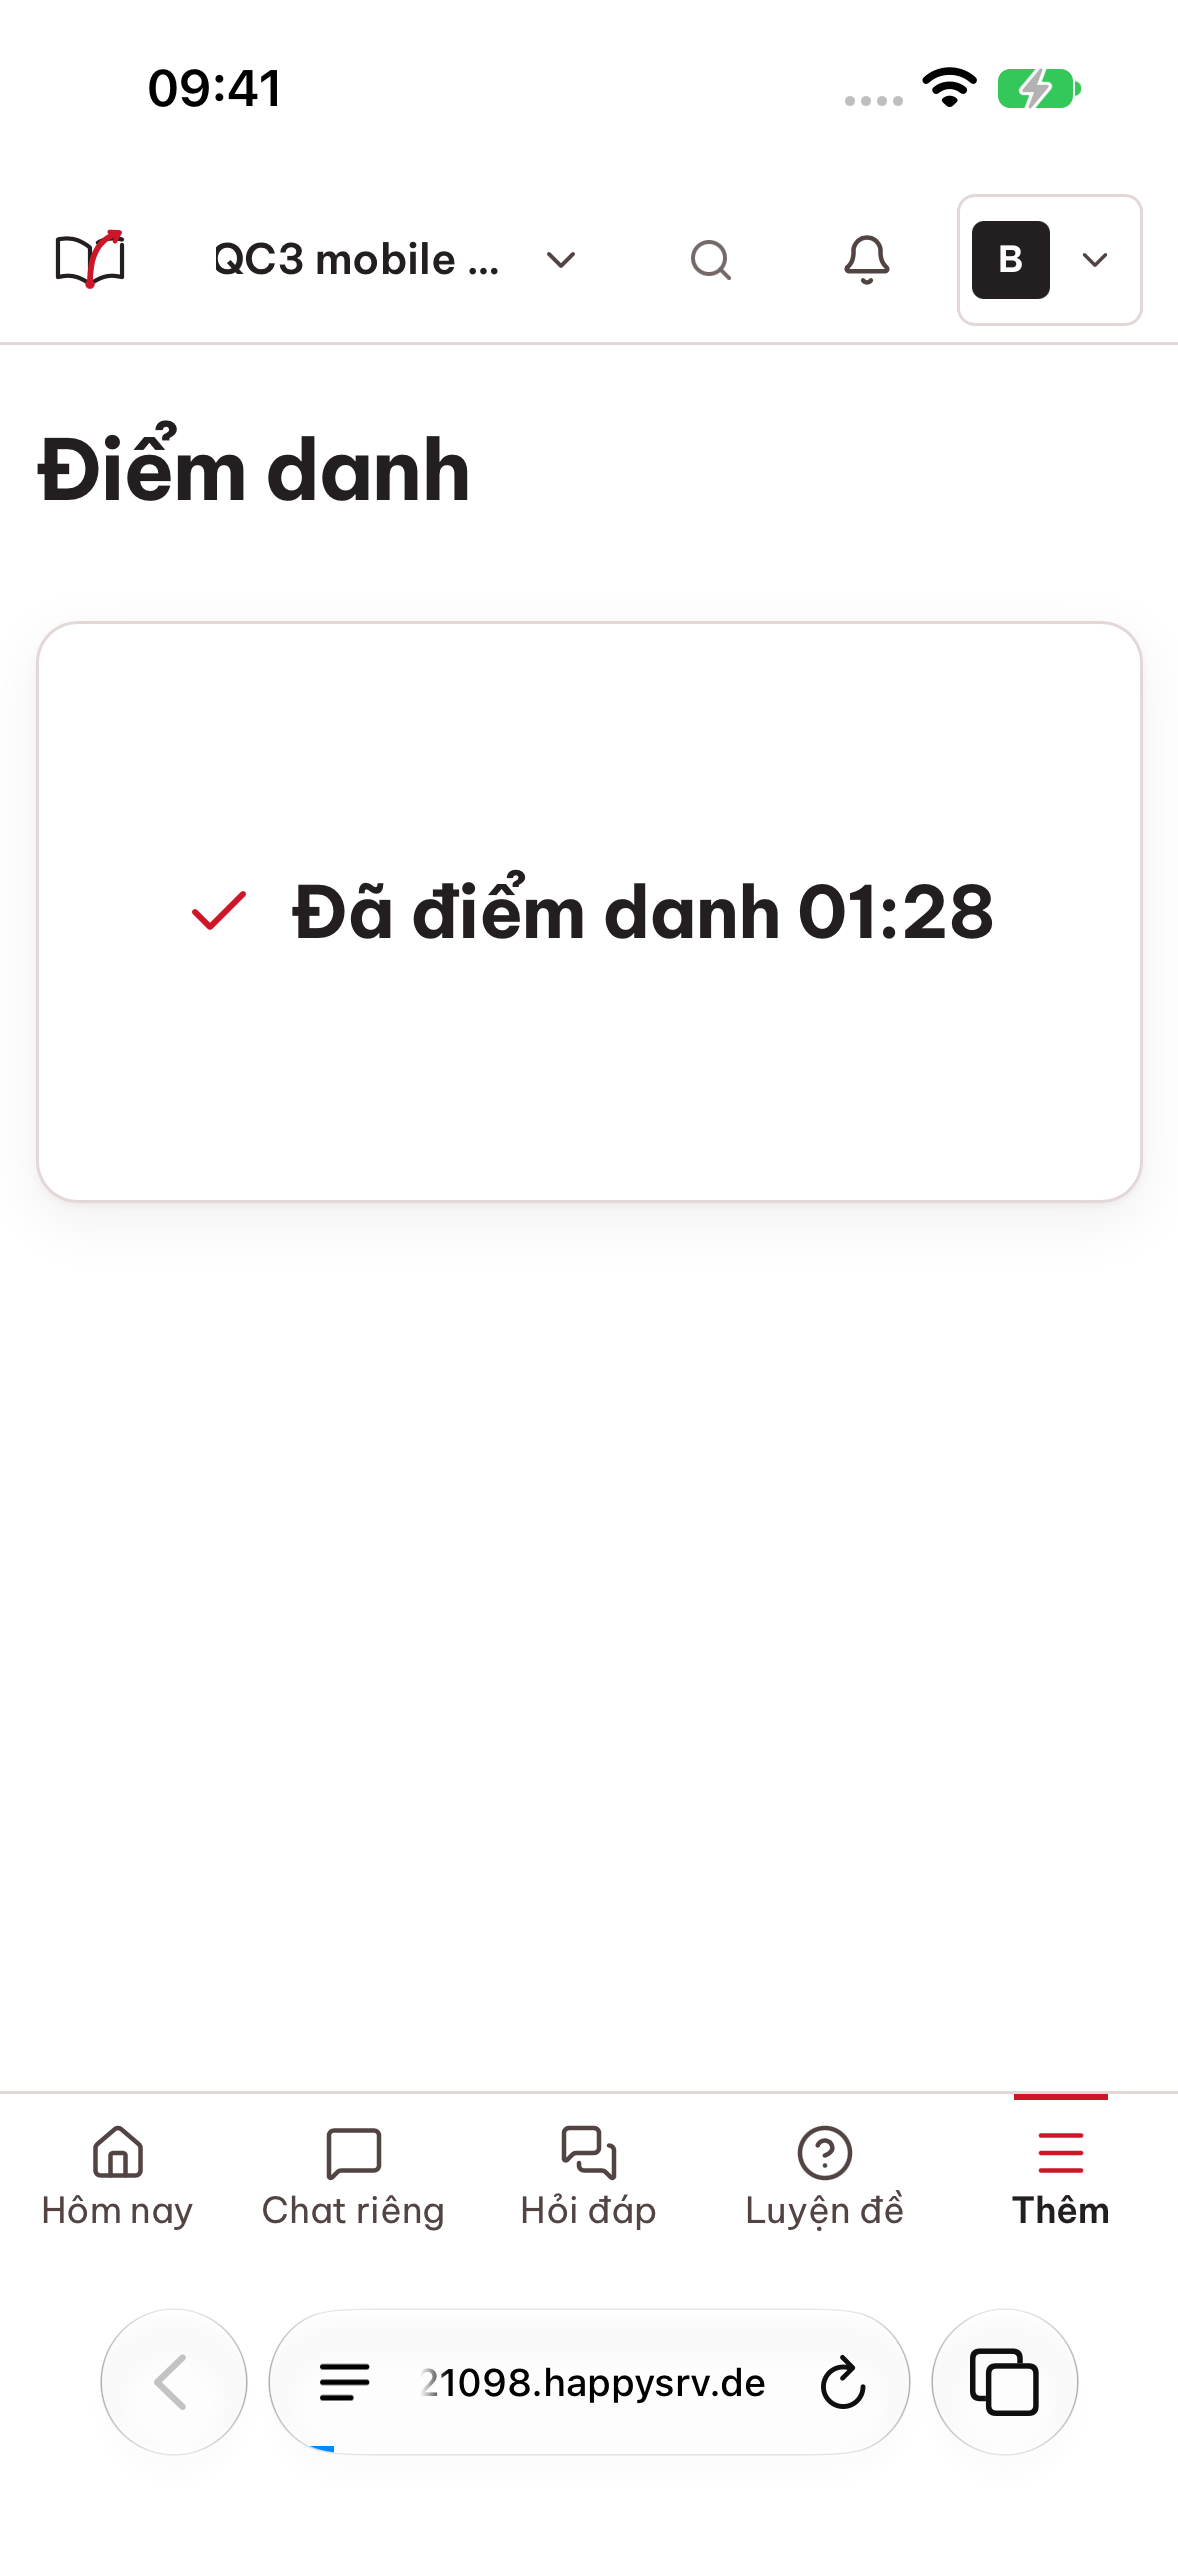 09:41
QC3 mobile ...
B
Điểm danh
Đã điểm danh 01:28
Hôm nay
Chat riêng
Hỏi đáp
Luyện đề
Thêm
21098.happysrv.de